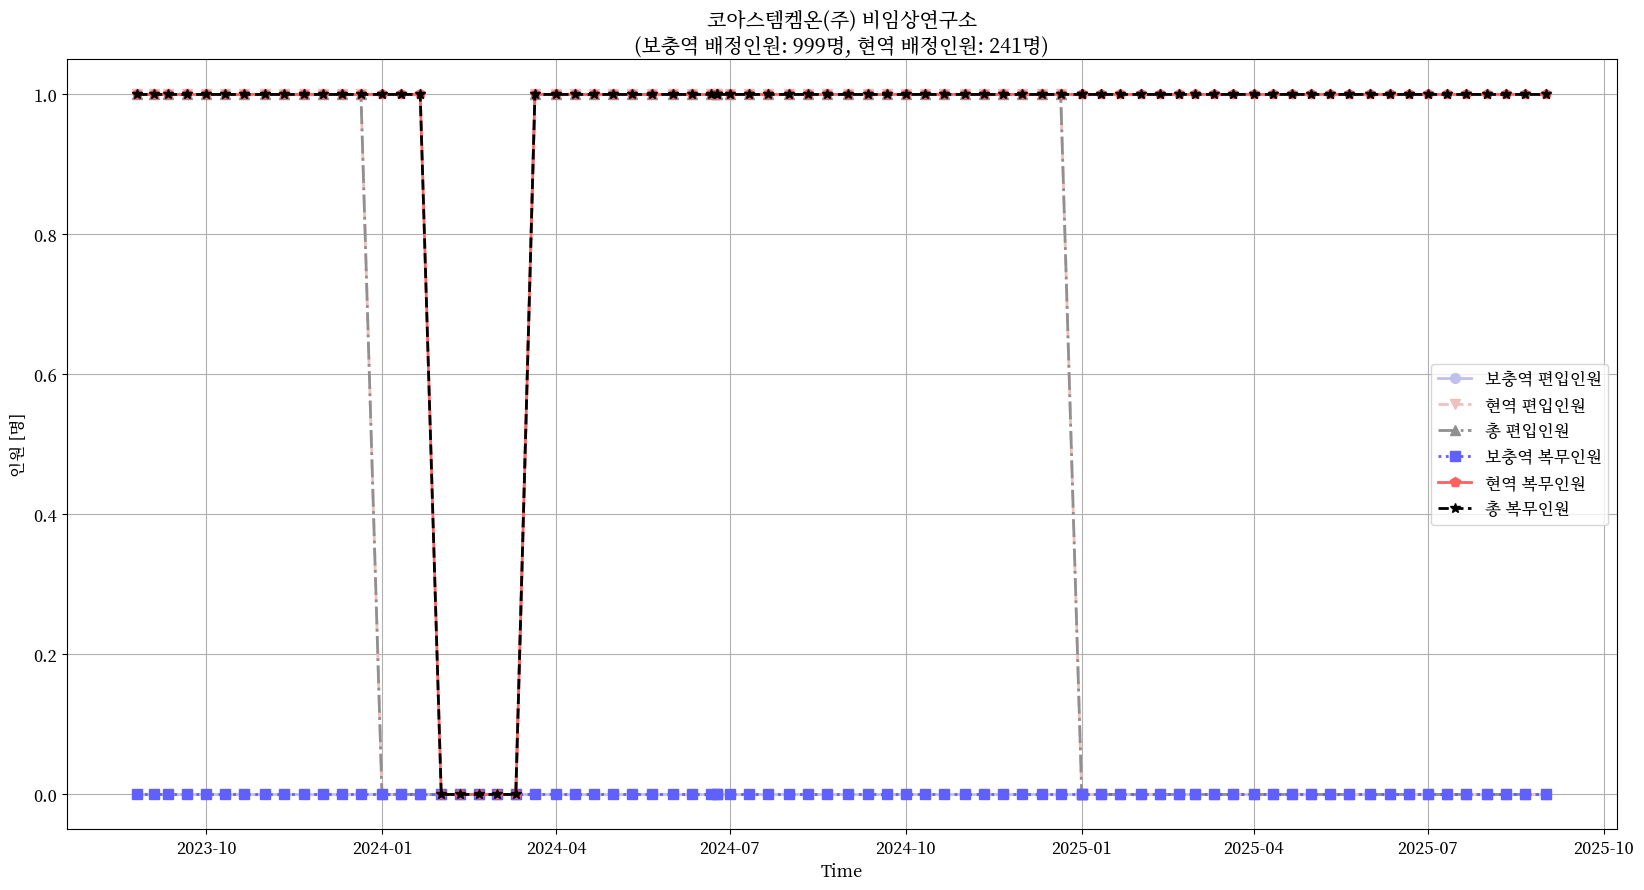 코아스템켐온(주) 비임상연구소
(보충역 배정인원: 999명, 현역 배정인원: 241명)
1.0
0.8
0.6
0.4
0.2
0.0
인원 [명]
보충역 편입인원
현역 편입인원
총 편입인원
보충역 복무인원
현역 복무인원
총 복무인원
2023-10
2024-01
2024-04
2024-07
2024-10
2025-01
2025-04
2025-07
2025-10
Time